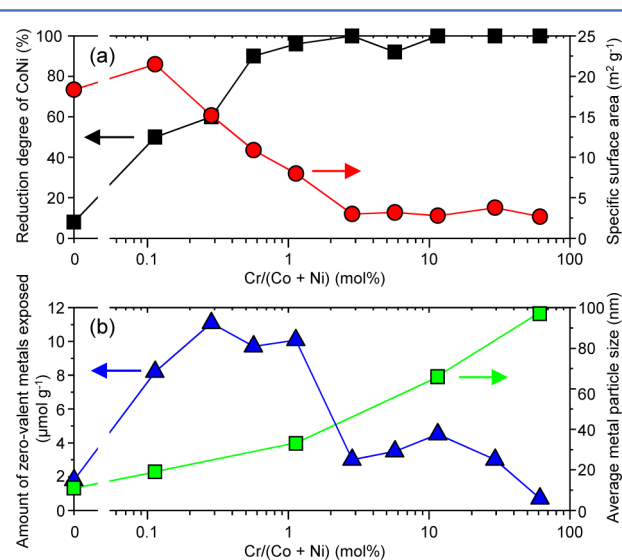 (a)
Reduction degree of CoNi (%)
100
80
60
40
20
0
Specific surface area (m² g⁻¹)
25
20
15
10
5
0
0 0.1 1 10 100
Cr/(Co + Ni) (mol%)
(b)
Amount of zero-valent metals exposed
(μmol g⁻¹)
12
10
8
6
4
2
0
Average metal particle size (nm)
100
80
60
40
20
0
0 0.1 1 10 100
Cr/(Co + Ni) (mol%)